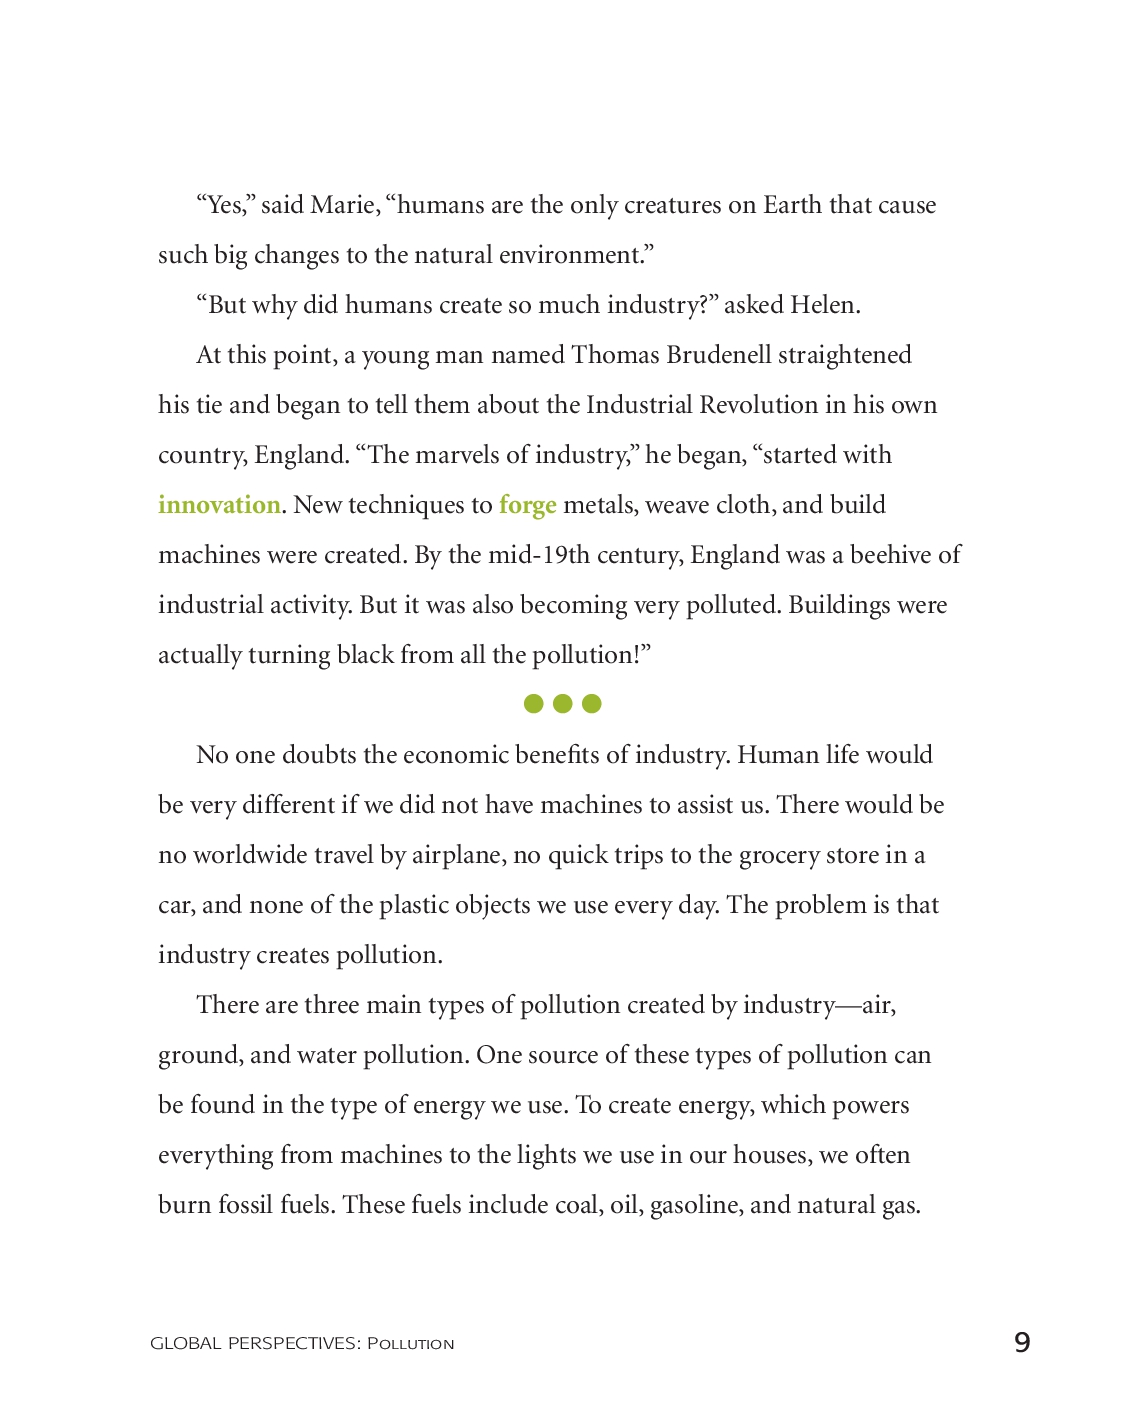 “Yes,” said Marie, “humans are the only creatures on Earth that cause
such big changes to the natural environment.”
“But why did humans create so much industry?” asked Helen.
At this point, a young man named Thomas Brudenell straightened
his tie and began to tell them about the Industrial Revolution in his own
country, England. “The marvels of industry,” he began, “started with
innovation. New techniques to forge metals, weave cloth, and build
machines were created. By the mid-19th century, England was a beehive of
industrial activity. But it was also becoming very polluted. Buildings were
actually turning black from all the pollution!”
No one doubts the economic benefits of industry. Human life would
be very different if we did not have machines to assist us. There would be
no worldwide travel by airplane, no quick trips to the grocery store in a
car, and none of the plastic objects we use every day. The problem is that
industry creates pollution.
There are three main types of pollution created by industry—air,
ground, and water pollution. One source of these types of pollution can
be found in the type of energy we use. To create energy, which powers
everything from machines to the lights we use in our houses, we often
burn fossil fuels. These fuels include coal, oil, gasoline, and natural gas.
GLOBAL PERSPECTIVES: Pollution 9